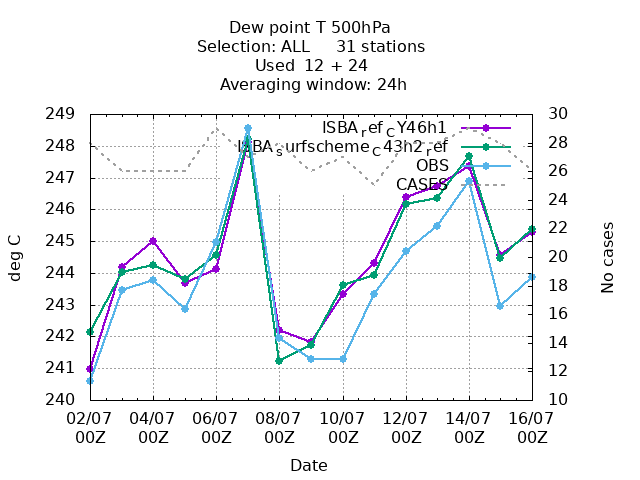 Dew point T 500hPa
Selection: ALL 31 stations
Used 12 + 24
Averaging window: 24h
249
248
247
246
245
244
243
242
241
240
30
28
26
24
22
20
18
16
14
12
10
deg C
No cases
ISBArefCY46h1
ISBAsurfschemeC43h2ref
OBS
CASES
02/07 04/07 06/07 08/07 10/07 12/07 14/07 16/07
00Z 00Z 00Z 00Z 00Z 00Z 00Z 00Z
Date